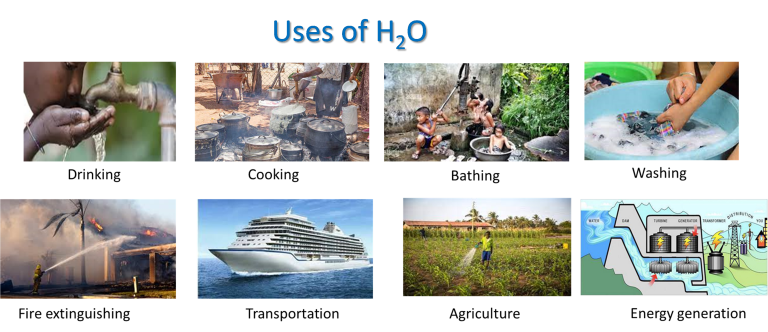 Uses of H₂O
Drinking
Cooking
Bathing
Washing
WATER
DAM
TURBINE
GENERATOR
TRANSFORMER
DISTRIBUTION
YOU
Fire extinguishing
Transportation
Agriculture
Energy generation